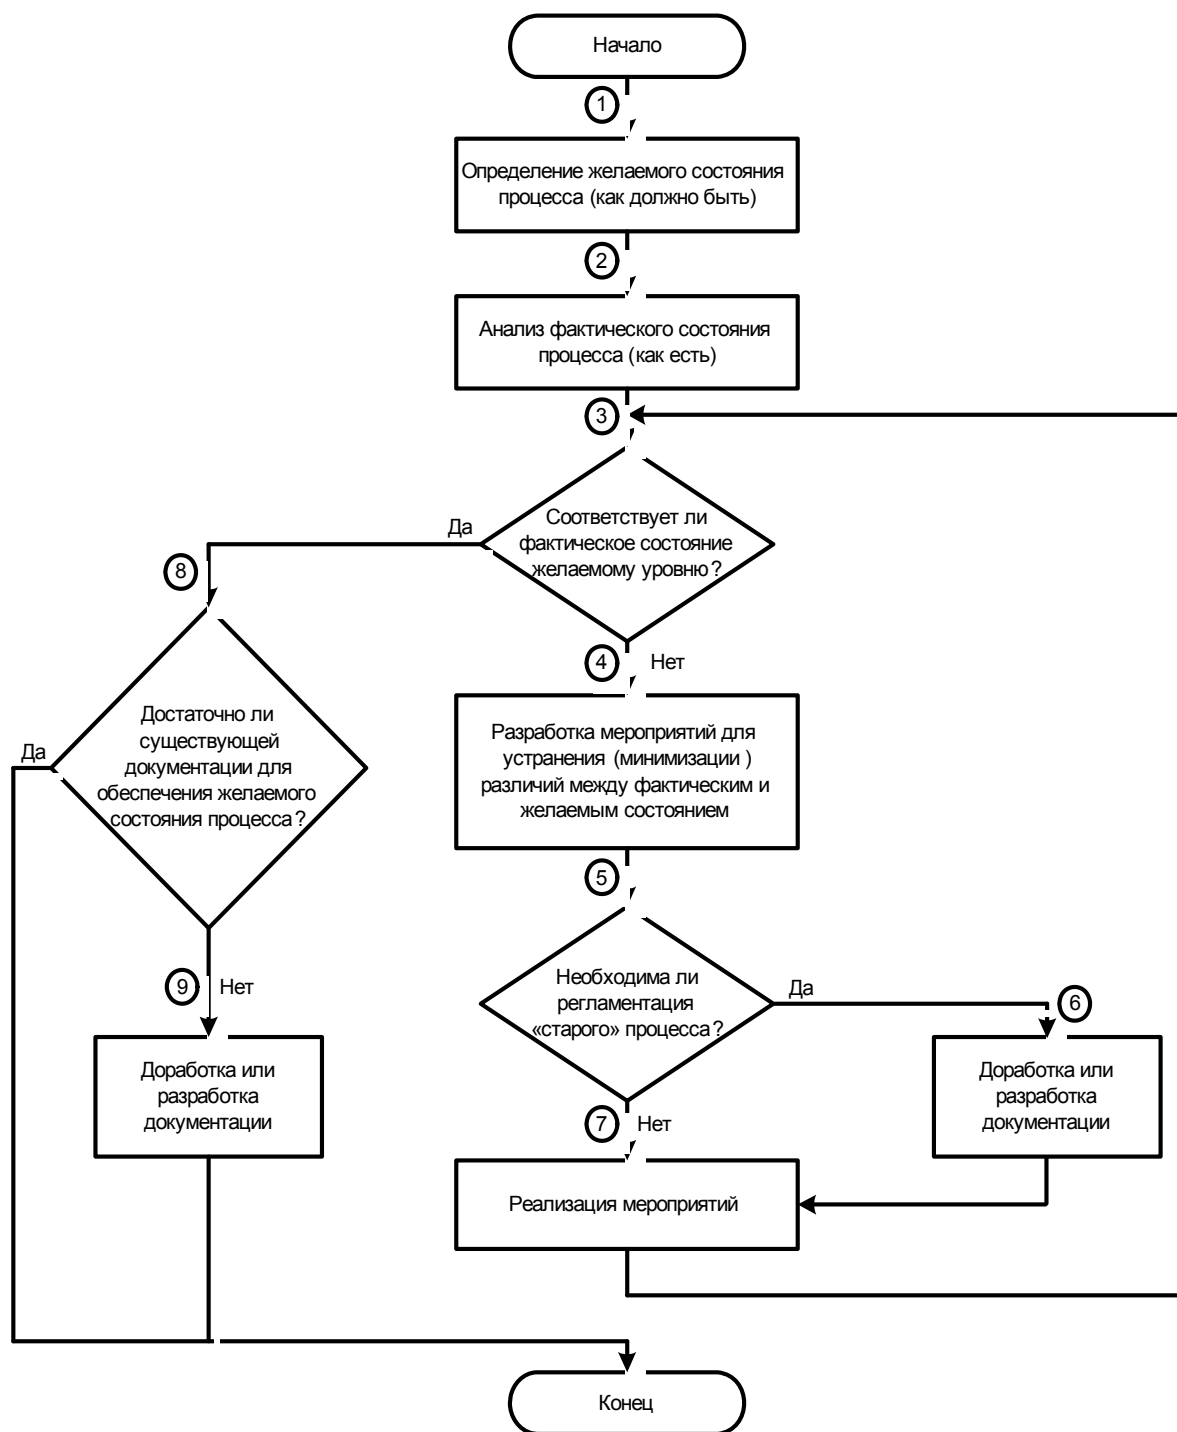 Начало
1
Определение желаемого состояния
процесса (как должно быть)
2
Анализ фактического состояния
процесса (как есть)
3
Соответствует ли
фактическое состояние
желаемому уровню?
Да
8
4
Нет
Достаточно ли
существующей
документации для
обеспечения желаемого
состояния процесса?
Да
Разработка мероприятий для
устранения (минимизации)
различий между фактическим и
желаемым состоянием
5
9
Нет
Необходима ли
регламентация
«старого» процесса?
Да
6
Доработка или
разработка
документации
7
Нет
Доработка или
разработка
документации
Реализация мероприятий
Конец